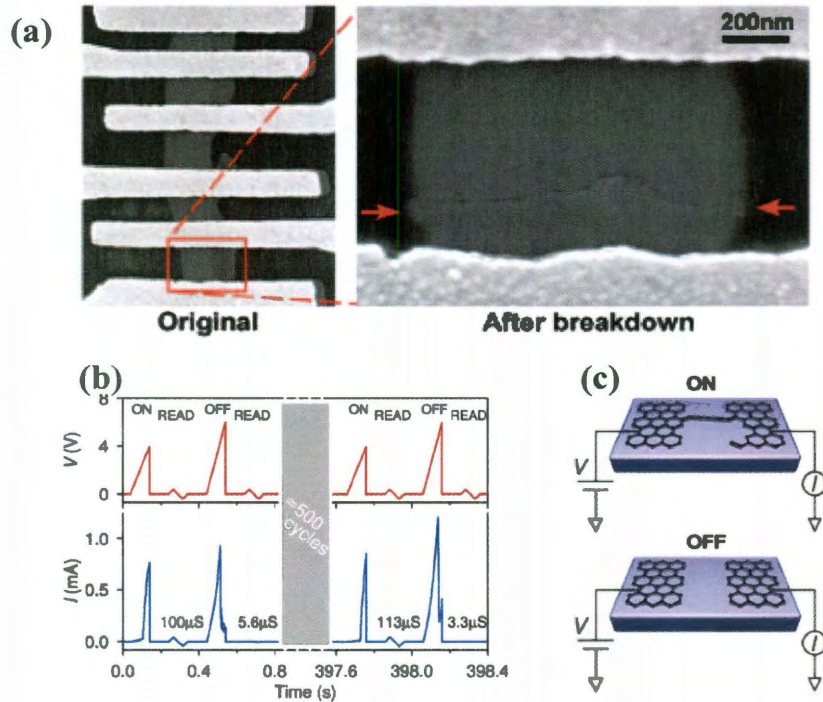 (a)
200nm
Original
After breakdown
(b)
8
4
0
V (V)
ON READ OFF READ
ON READ OFF READ
≈500
cycles
1.0
0.5
0.0
I (mA)
100µS
5.6µS
113µS
3.3µS
0.0 0.4 0.8 397.6 398.0 398.4
Time (s)
(c)
ON
V
I
OFF
V
I